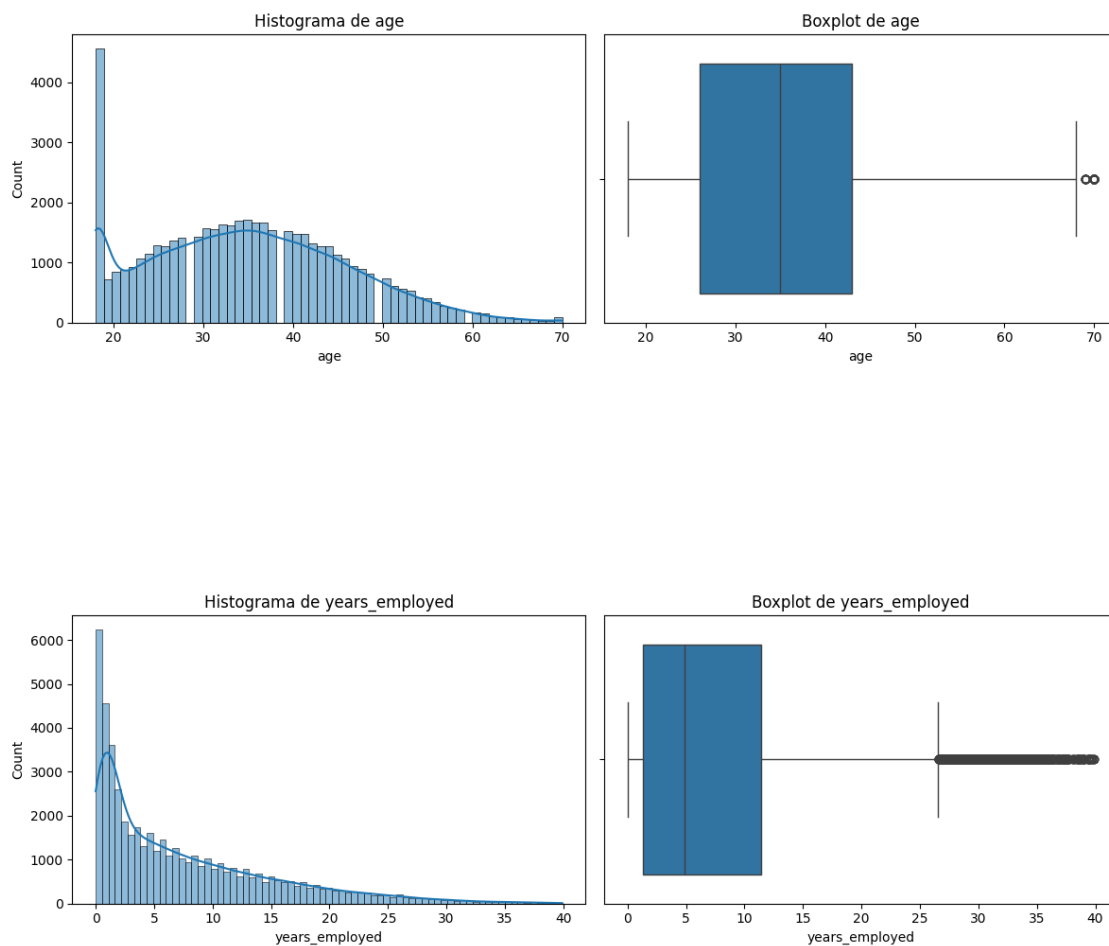 Histograma de age
Boxplot de age
4000
3000
2000
1000
0
Count
20 30 40 50 60 70
age
20 30 40 50 60 70
age
Histograma de years_employed
Boxplot de years_employed
6000
5000
4000
3000
2000
1000
0
Count
0 5 10 15 20 25 30 35 40
years_employed
0 5 10 15 20 25 30 35 40
years_employed